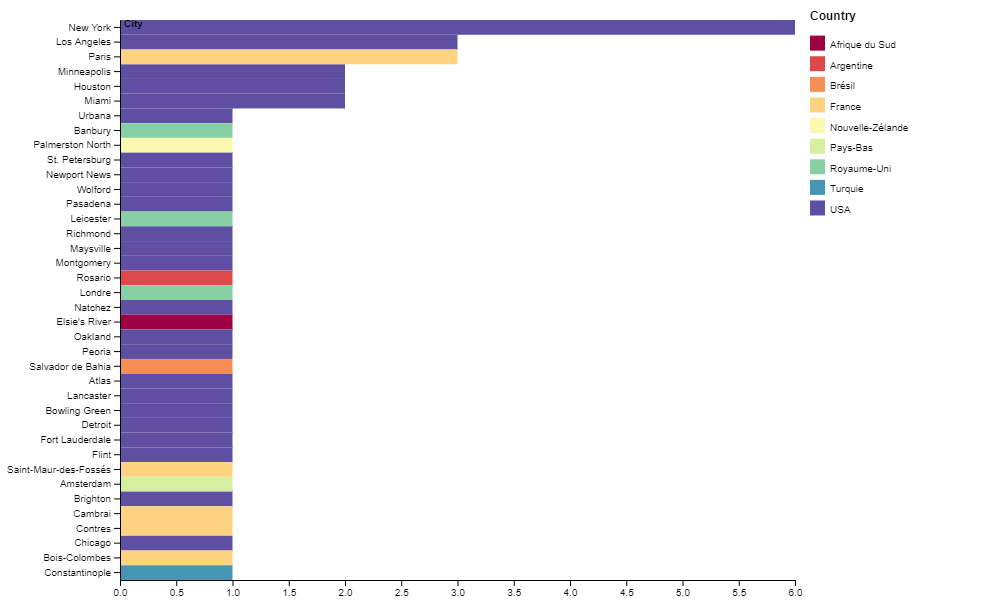 City
New York
Los Angeles
Paris
Minneapolis
Houston
Miami
Urbana
Banbury
Palmerston North
St. Petersburg
Newport News
Wolford
Pasadena
Leicester
Richmond
Maysville
Montgomery
Rosario
Londre
Natchez
Elsie's River
Oakland
Peoria
Salvador de Bahia
Atlas
Lancaster
Bowling Green
Detroit
Fort Lauderdale
Flint
Saint-Maur-des-Fossés
Amsterdam
Brighton
Cambrai
Contres
Chicago
Bois-Colombes
Constantinople
0.0 0.5 1.0 1.5 2.0 2.5 3.0 3.5 4.0 4.5 5.0 5.5 6.0
Country
Afrique du Sud
Argentine
Brésil
France
Nouvelle-Zélande
Pays-Bas
Royaume-Uni
Turquie
USA